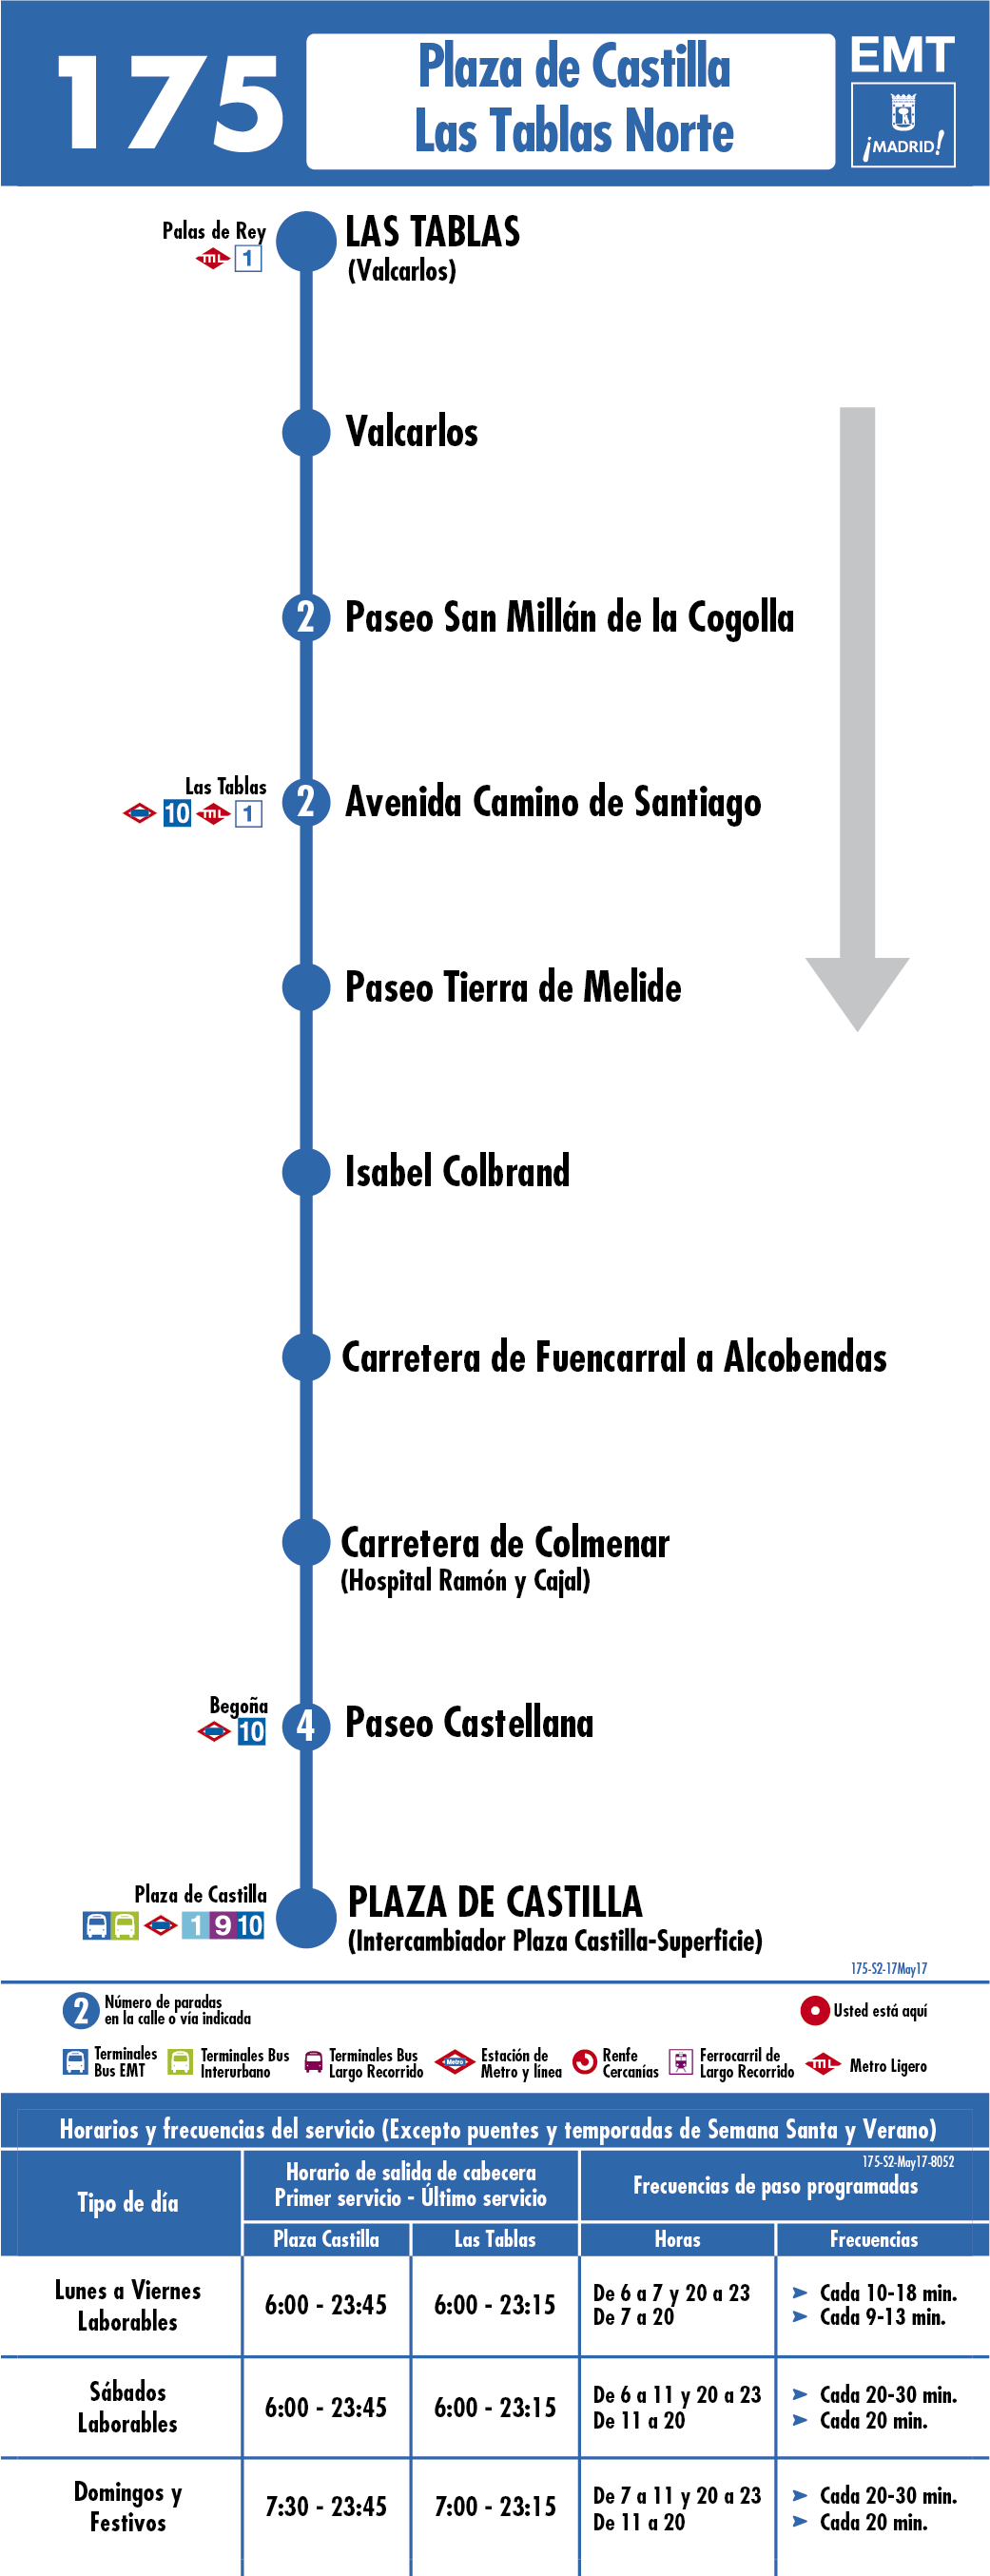 175
Plaza de Castilla
Las Tablas Norte
EMT
¡MADRID!
Palas de Rey
ML 1
LAS TABLAS
(Valcarlos)
Valcarlos
2 Paseo San Millán de la Cogolla
Las Tablas
10 ML 1
2 Avenida Camino de Santiago
Paseo Tierra de Melide
Isabel Colbrand
Carretera de Fuencarral a Alcobendas
Carretera de Colmenar
(Hospital Ramón y Cajal)
Begoña
10
4 Paseo Castellana
Plaza de Castilla
1 9 10
PLAZA DE CASTILLA
(Intercambiador Plaza Castilla-Superficie)
175-S2-17May17
2 Número de paradas
en la calle o vía indicada
Usted está aquí
Terminales
Bus EMT
Terminales Bus
Interurbano
Terminales Bus
Largo Recorrido
Metro
Estación de
Metro y línea
Renfe
Cercanías
Ferrocarril de
Largo Recorrido
ML Metro Ligero
Horarios y frecuencias del servicio (Excepto puentes y temporadas de Semana Santa y Verano)
175-S2-May17-8052
Tipo de día
Horario de salida de cabecera
Primer servicio - Último servicio
Frecuencias de paso programadas
Plaza Castilla Las Tablas Horas Frecuencias
Lunes a Viernes
Laborables
6:00 - 23:45 6:00 - 23:15
De 6 a 7 y 20 a 23 ➤ Cada 10-18 min.
De 7 a 20 ➤ Cada 9-13 min.
Sábados
Laborables
6:00 - 23:45 6:00 - 23:15
De 6 a 11 y 20 a 23 ➤ Cada 20-30 min.
De 11 a 20 ➤ Cada 20 min.
Domingos y
Festivos
7:30 - 23:45 7:00 - 23:15
De 7 a 11 y 20 a 23 ➤ Cada 20-30 min.
De 11 a 20 ➤ Cada 20 min.